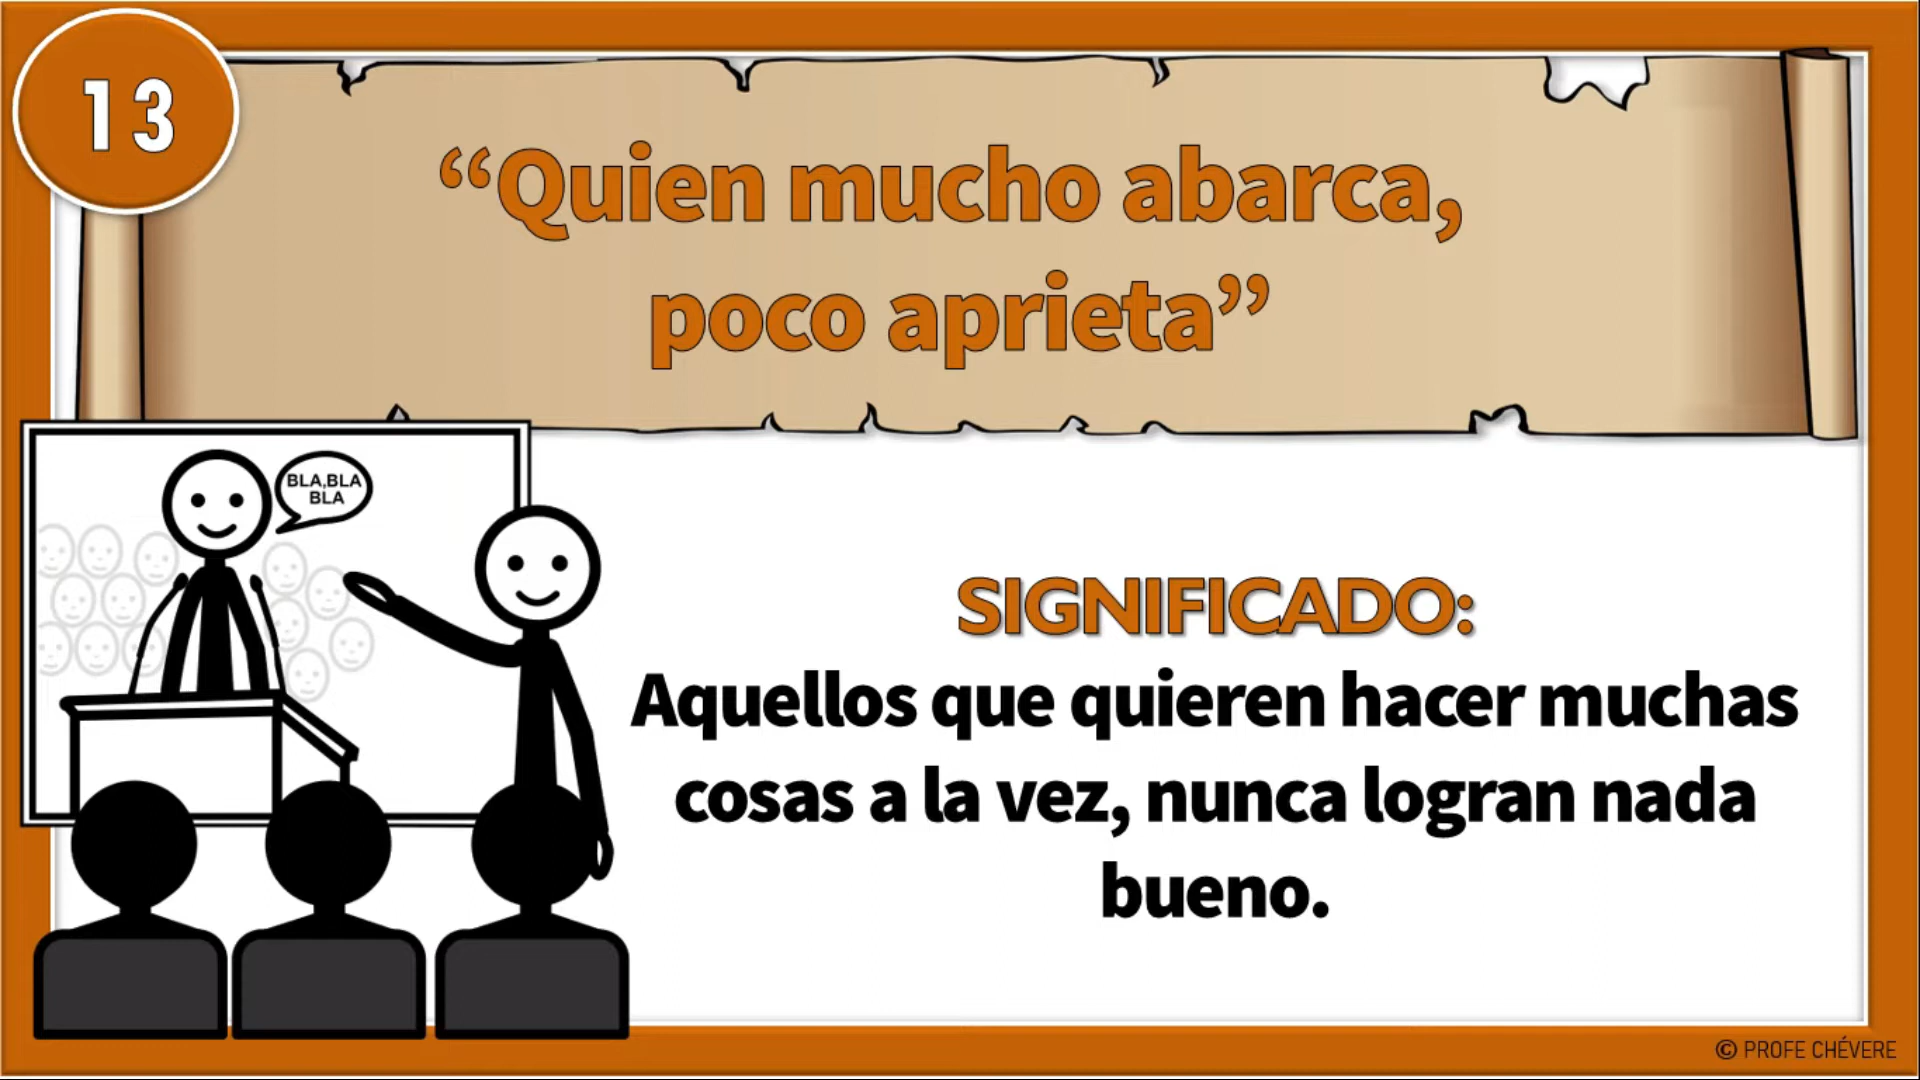 13
“Quien mucho abarca,
poco aprieta”
BLA,BLA
BLA
SIGNIFICADO:
Aquellos que quieren hacer muchas
cosas a la vez, nunca logran nada
bueno.
© PROFE CHÉVERE